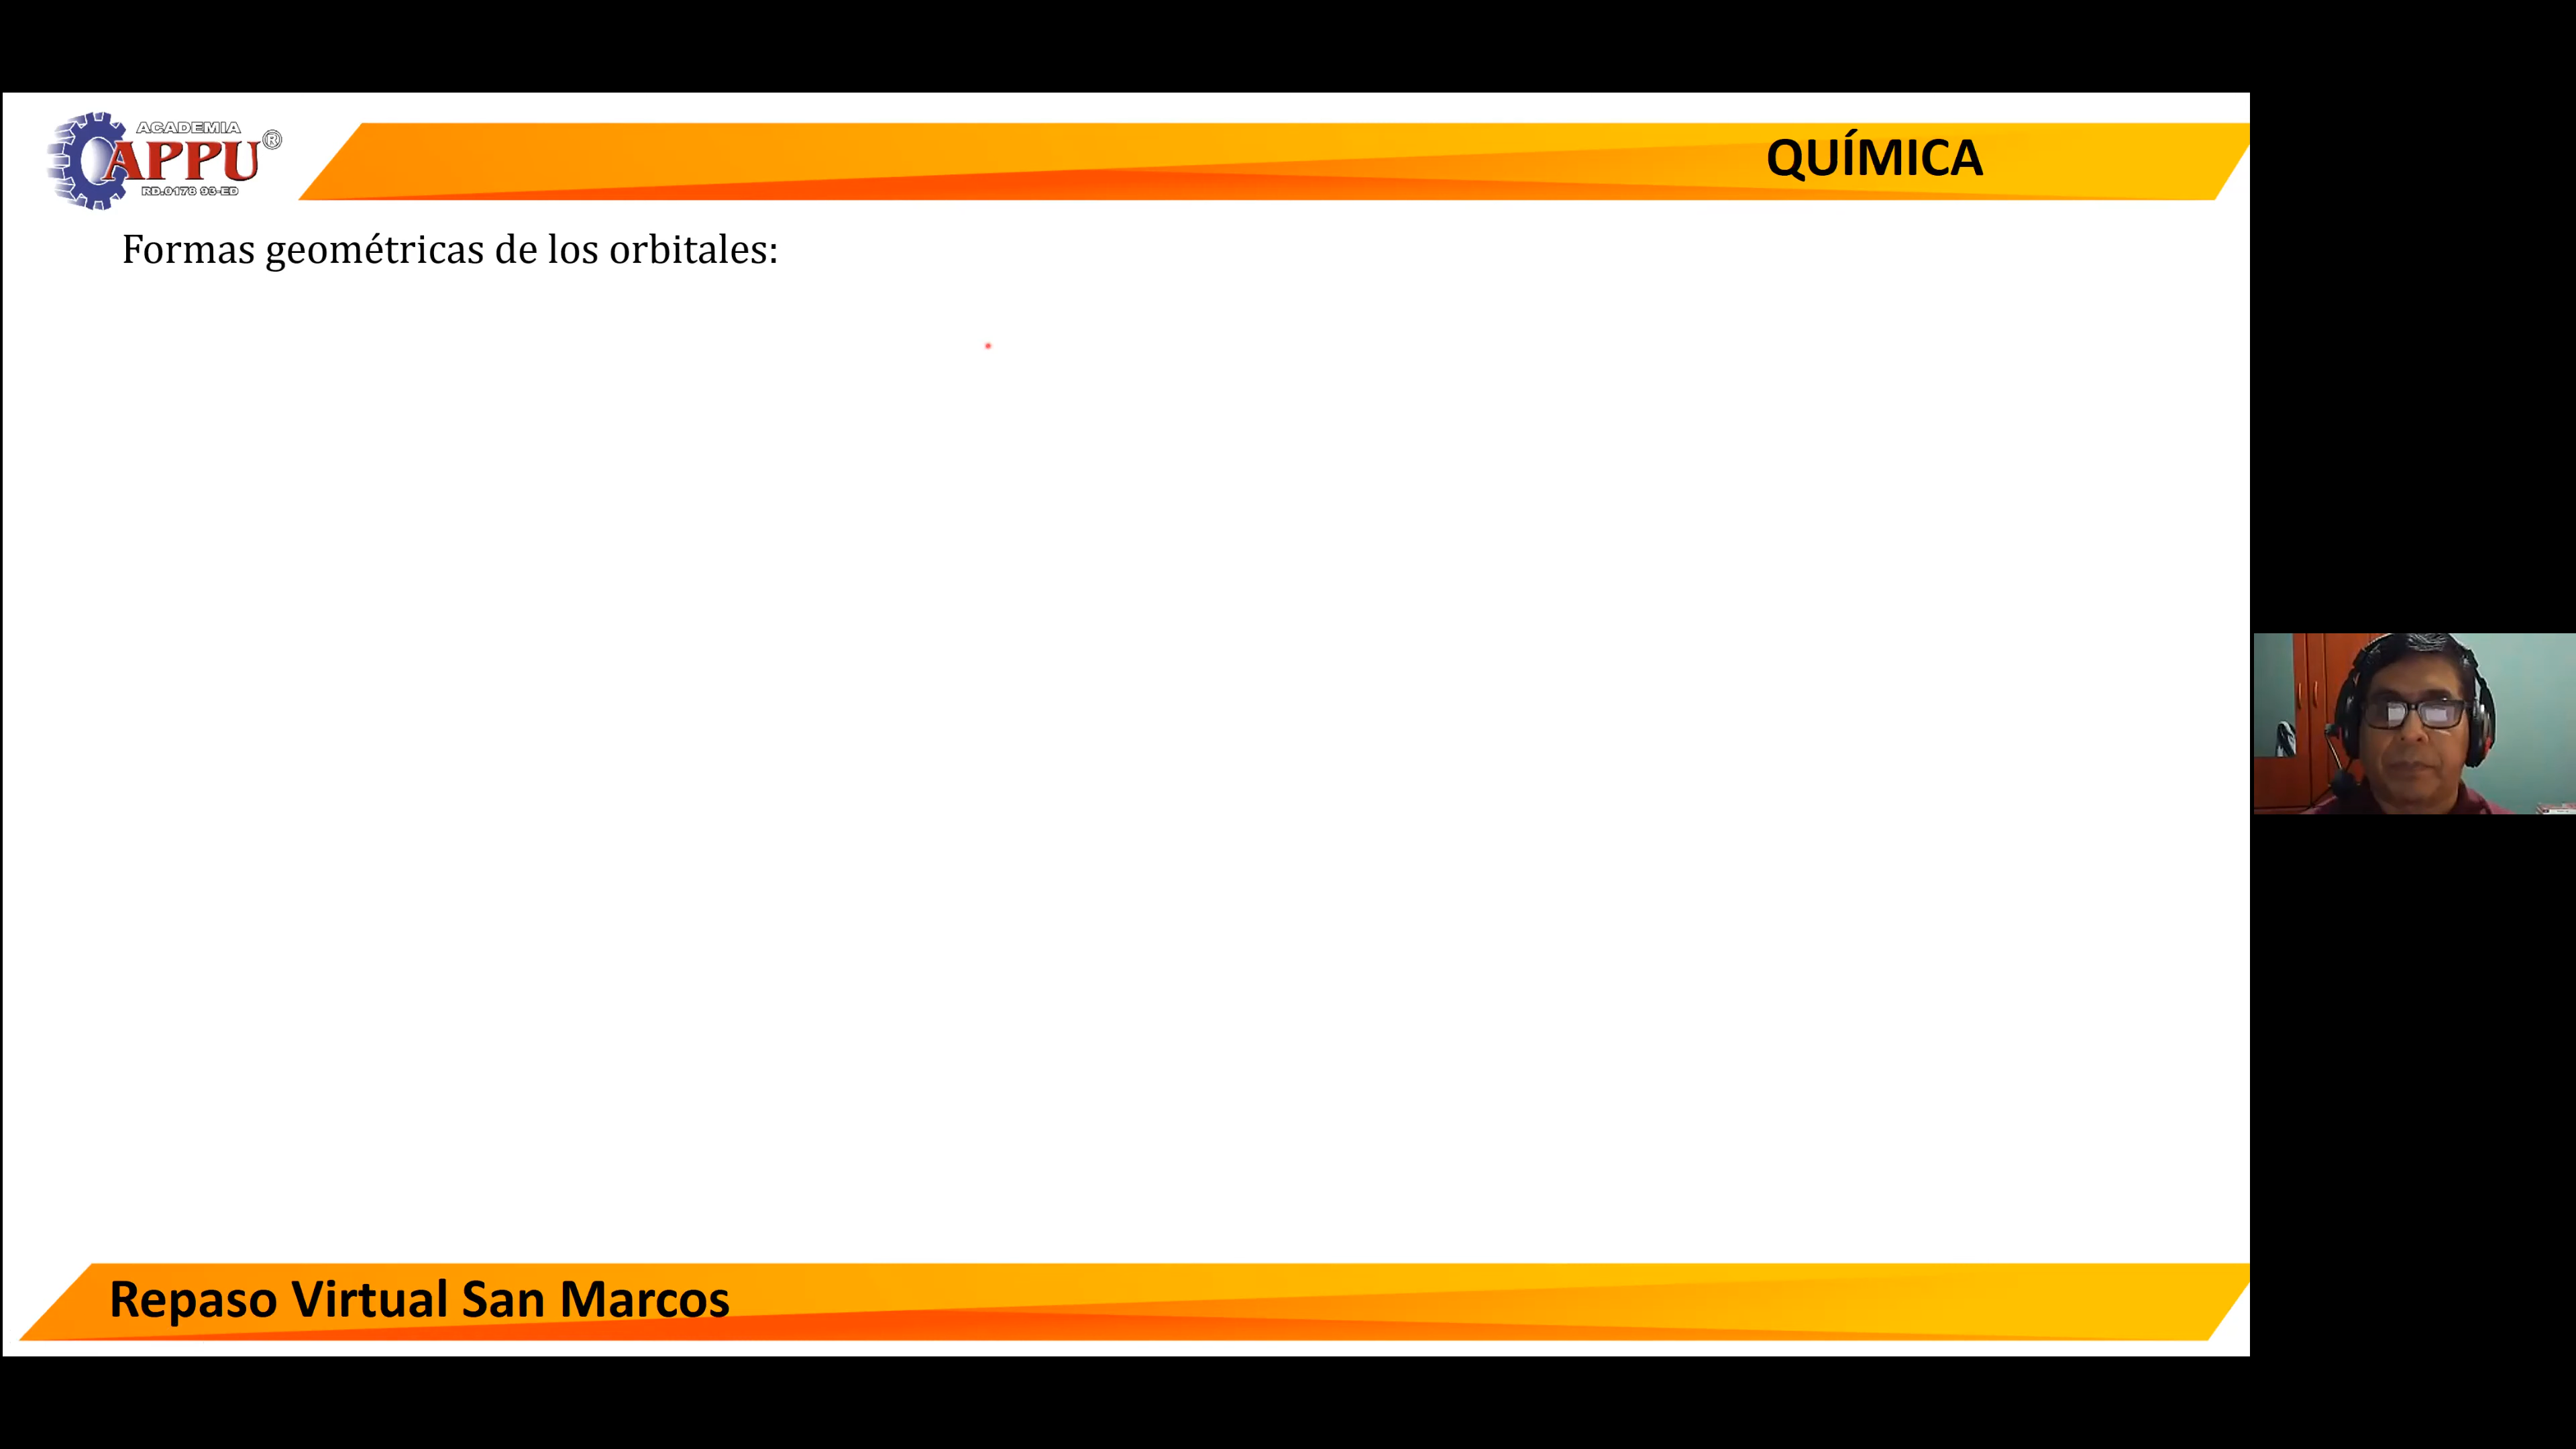 ACADEMIA
APPU®
RD.0178 93-ED
QUÍMICA
Formas geométricas de los orbitales:
Repaso Virtual San Marcos